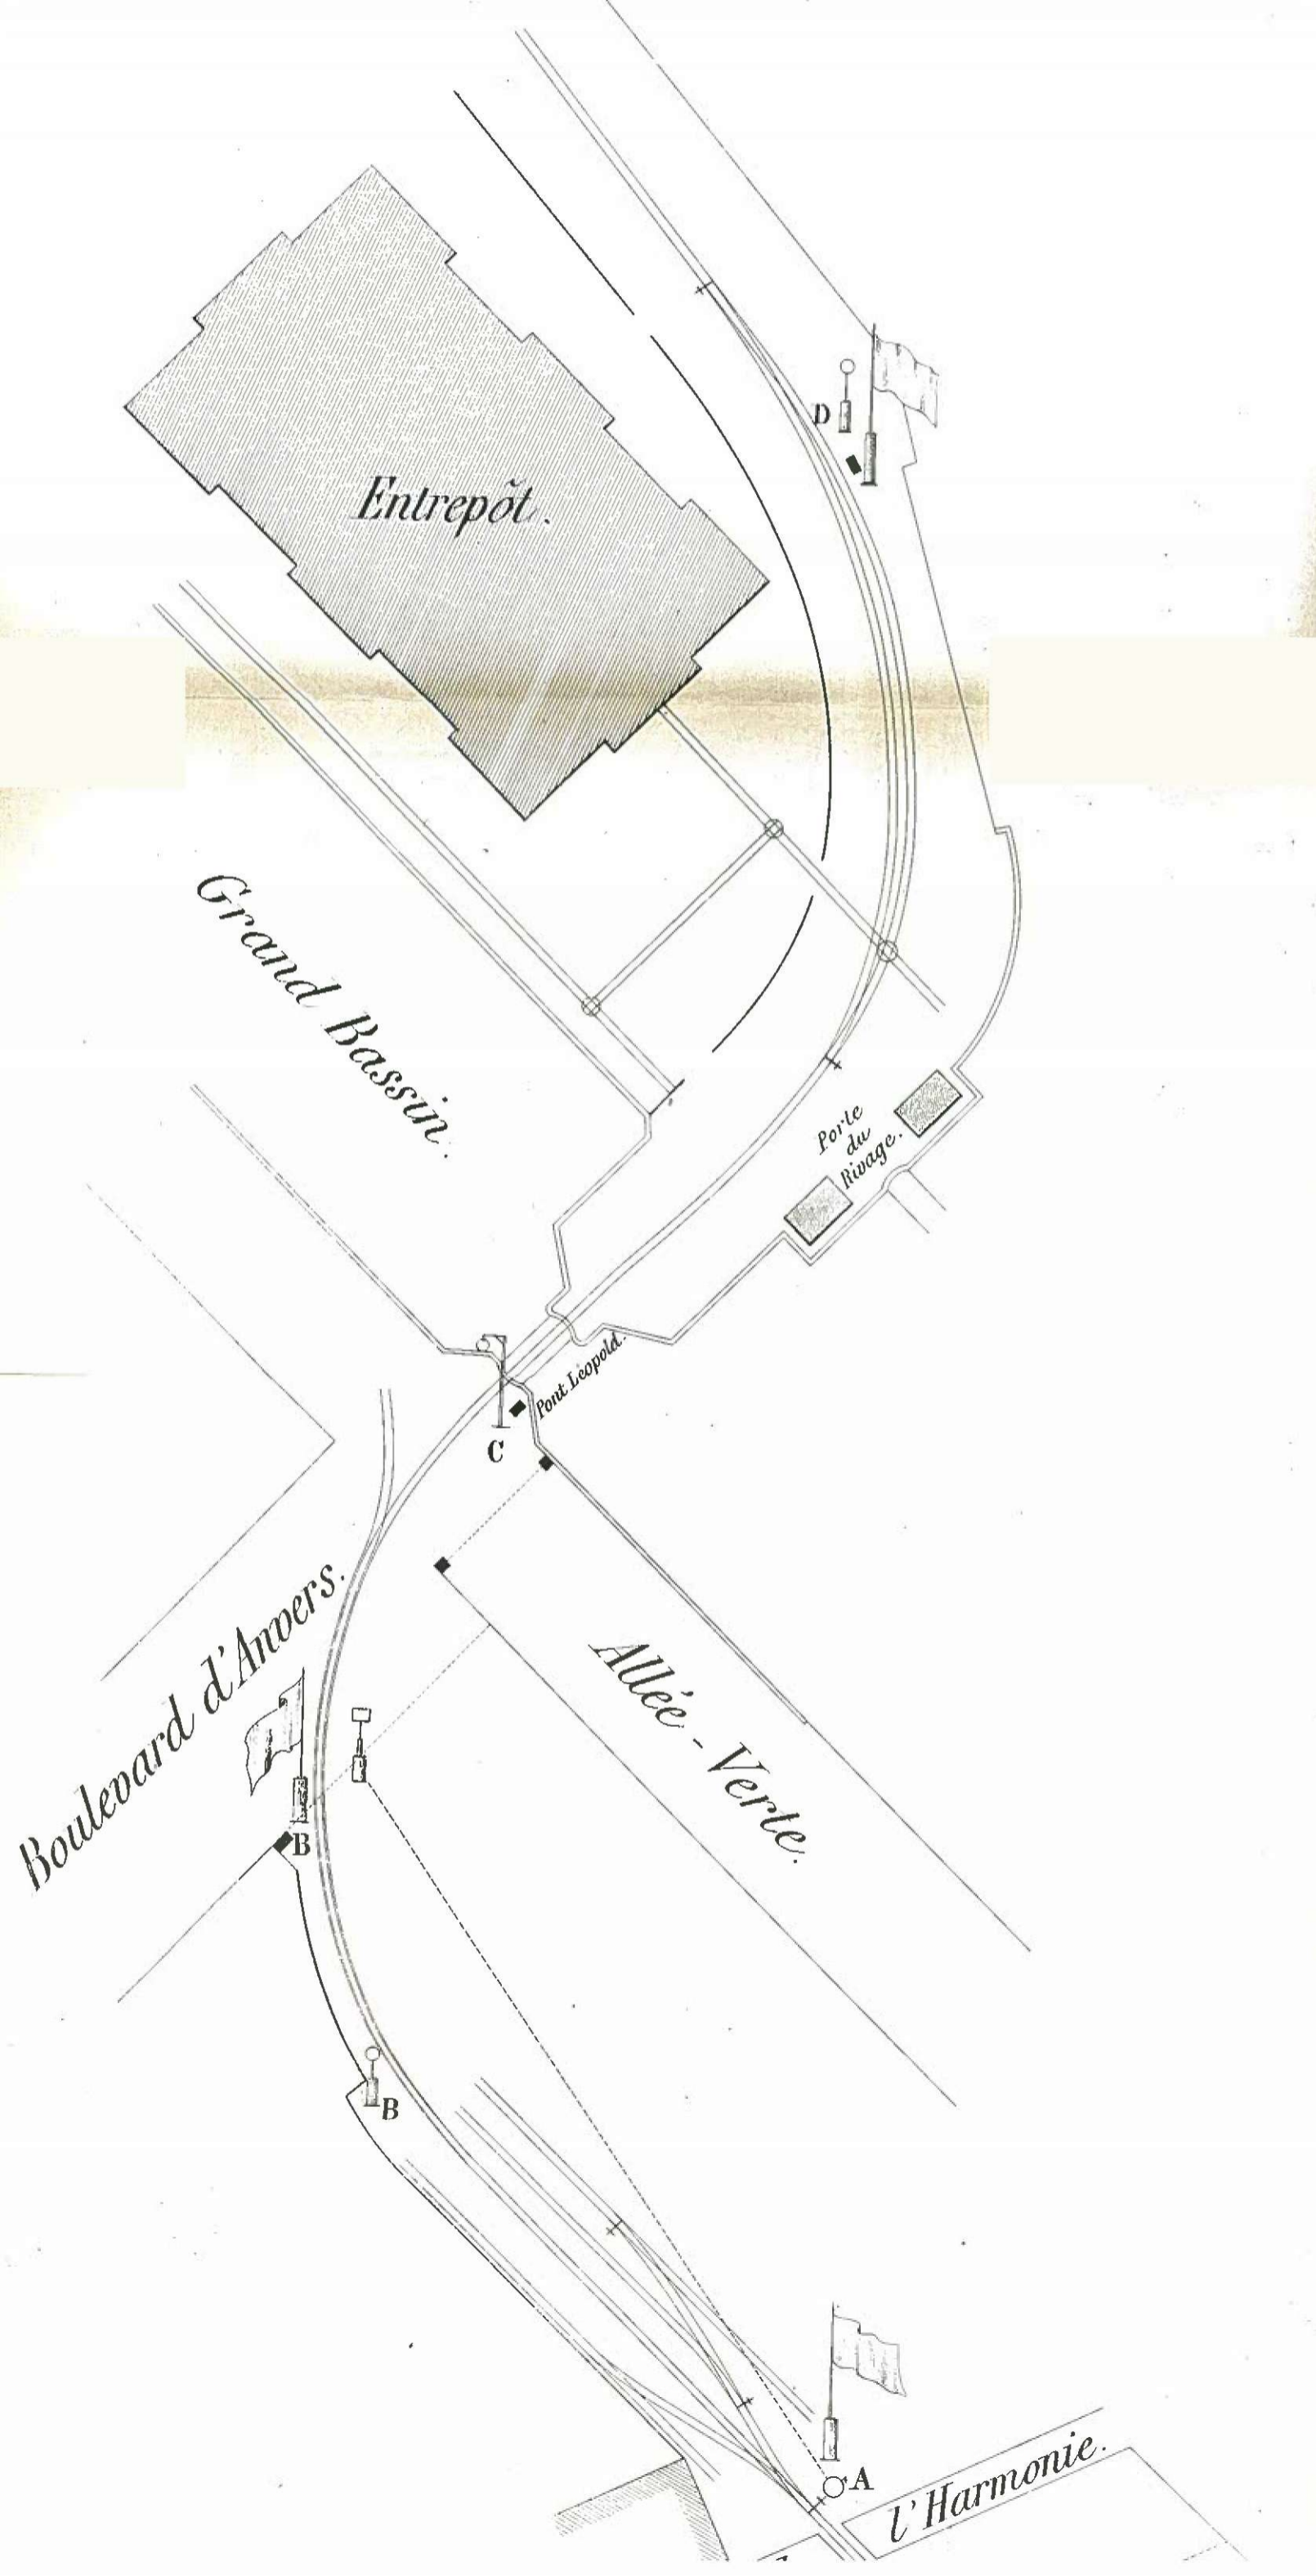 D
Entrepôt.
Grand Bassin.
Porte
du
Rivage.
Pont Léopold.
C
Boulevard d'Anvers.
Allée-Verte.
B
B
A
l'Harmonie.